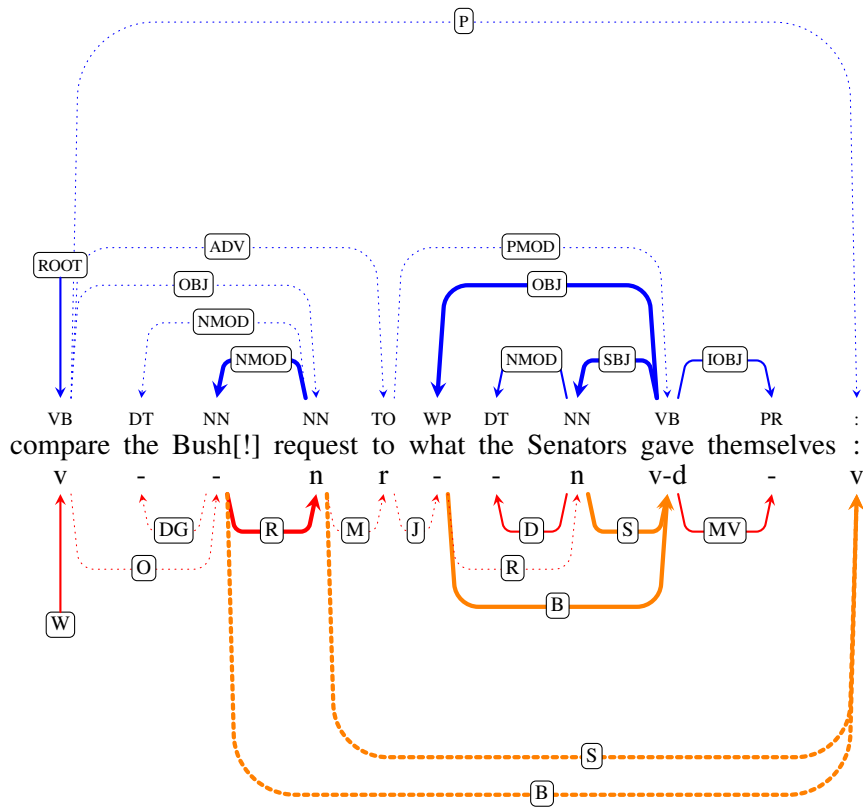 P
ROOT ADV PMOD
OBJ OBJ
NMOD
NMOD NMOD SBJ IOBJ
VB DT NN NN TO WP DT NN VB PR :
compare the Bush[!] request to what the Senators gave themselves :
v - - n r - - n v-d - v
DG R M J D S MV
O R
B
W
S
B